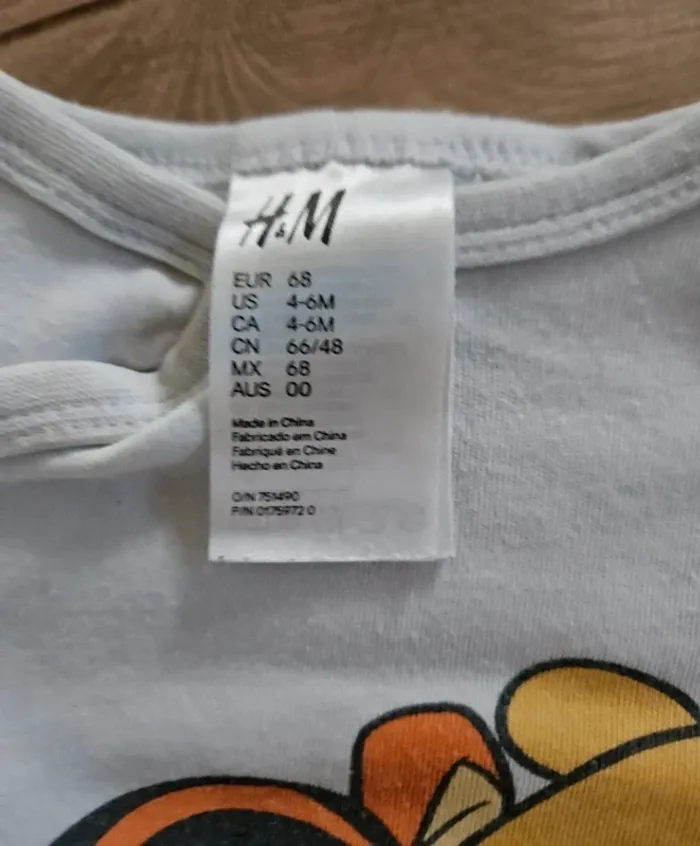 H&M
EUR 68
US 4-6M
CA 4-6M
CN 66/48
MX 68
AUS 00
Made in China
Fabricado em China
Fabriqué en Chine
Hecho en China
O/N 751490
P/N 0175972 0